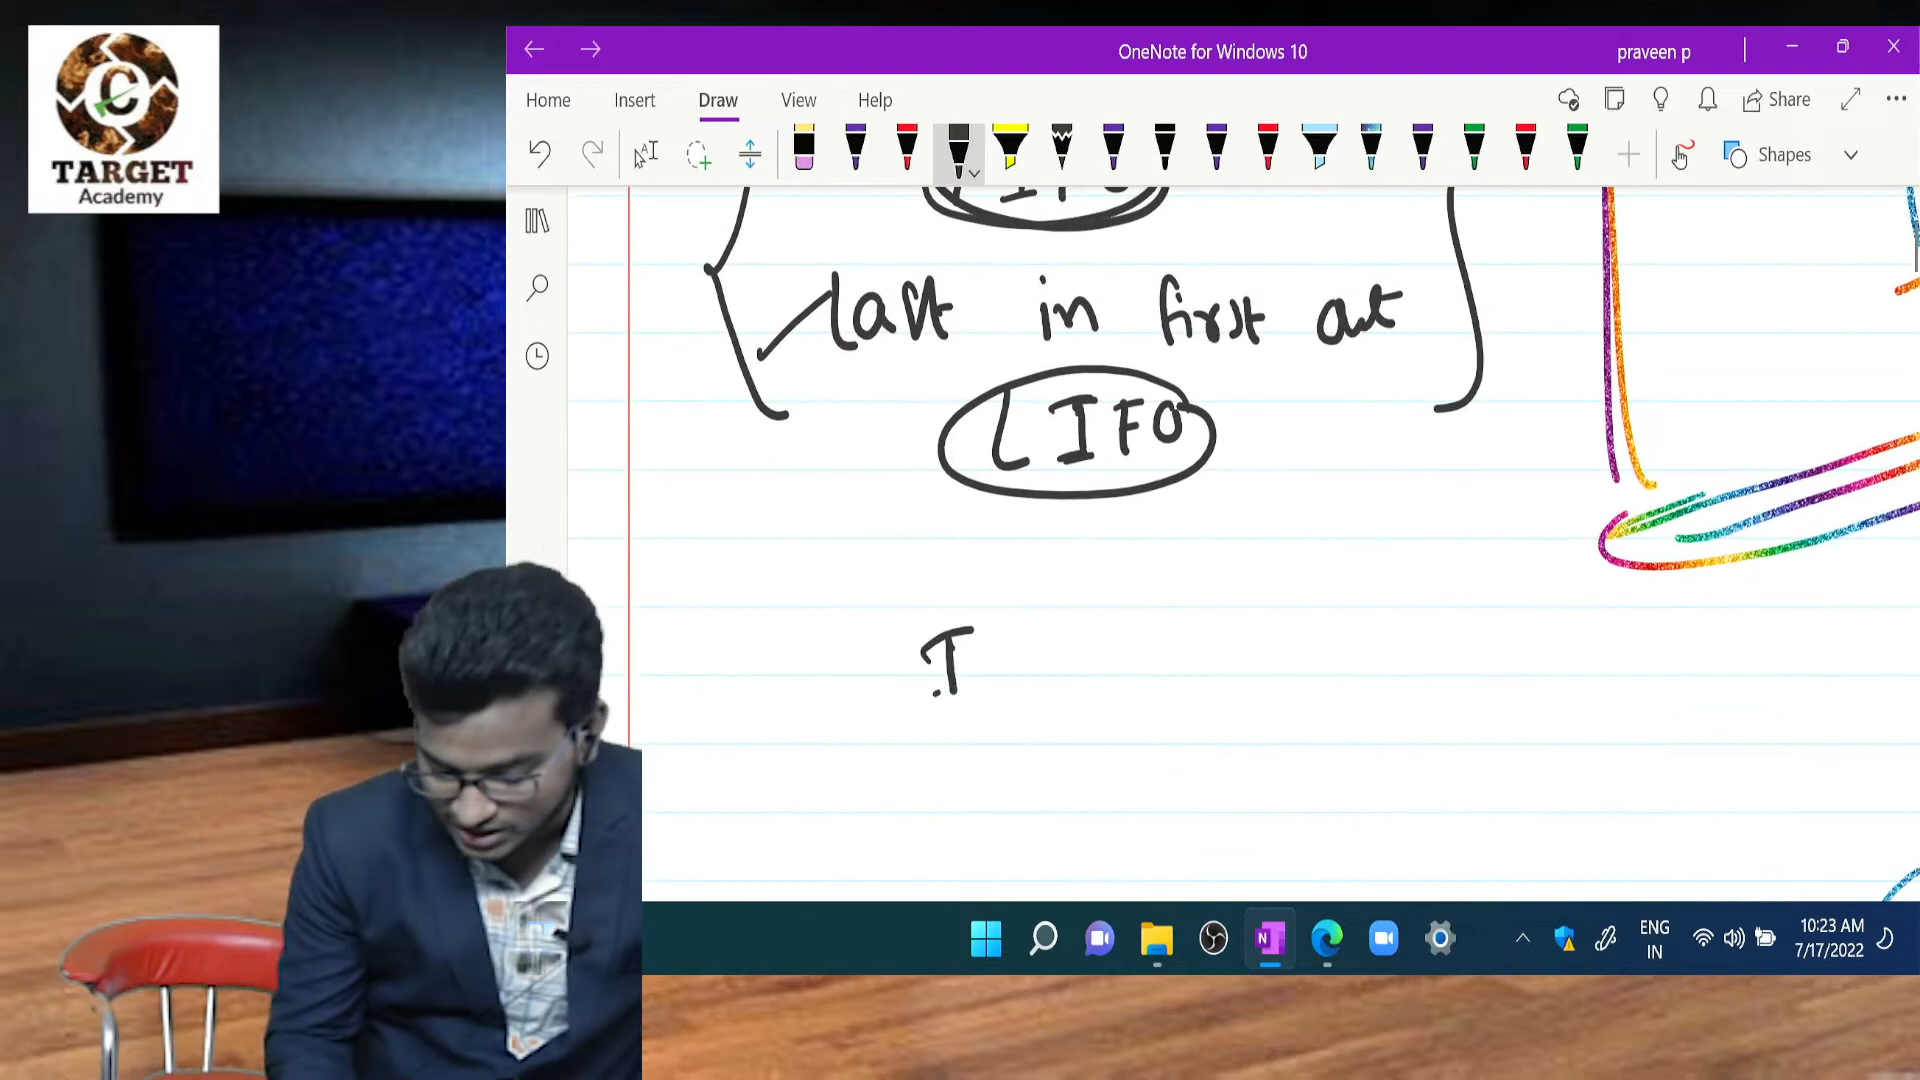 TARGET
Academy
OneNote for Windows 10
praveen p
Home Insert Draw View Help
Share
Shapes
last in first out
LIFO
I
ENG
IN
10:23 AM
7/17/2022